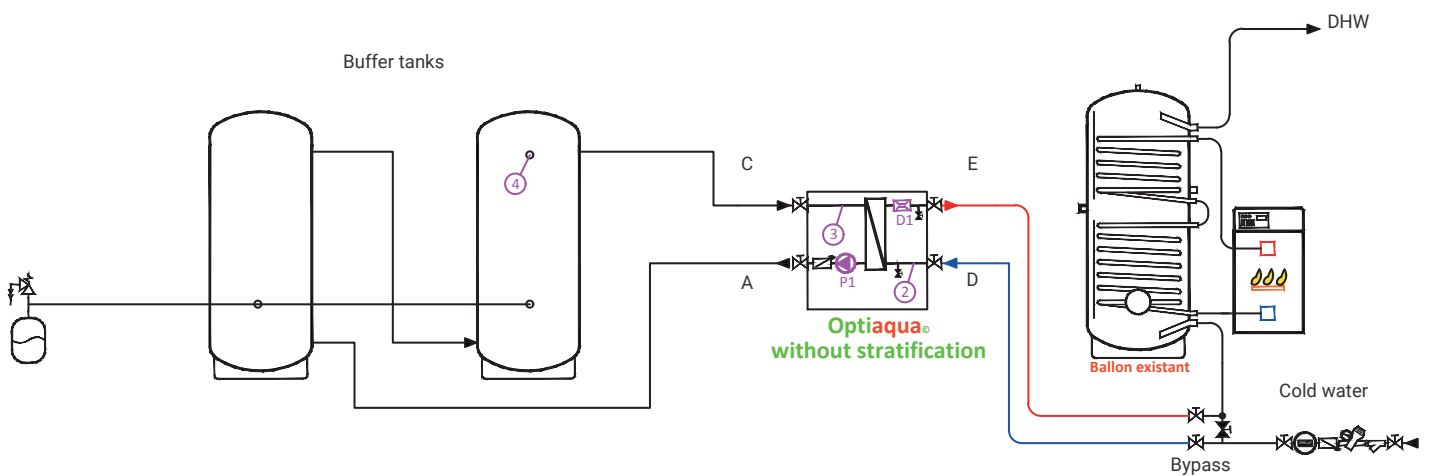 DHW
Buffer tanks
C
E
4
3
D1
A
P1
2
D
Optiaqua©
without stratification
Ballon existant
Cold water
Bypass